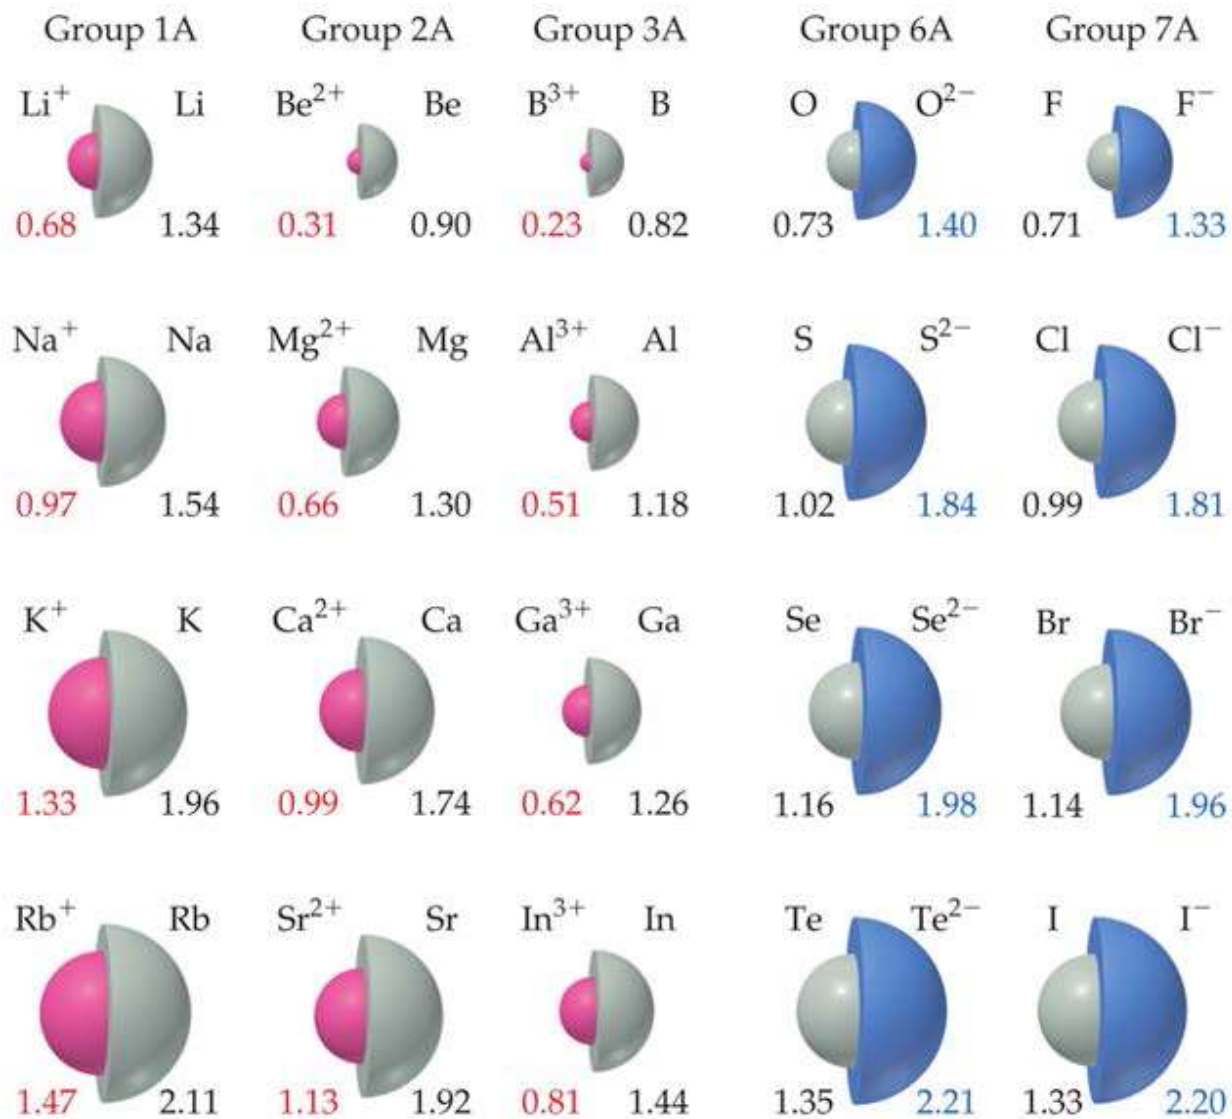 Group 1A Group 2A Group 3A Group 6A Group 7A
Li⁺ Li Be²⁺ Be B³⁺ B O O²⁻ F F⁻
0.68 1.34 0.31 0.90 0.23 0.82 0.73 1.40 0.71 1.33
Na⁺ Na Mg²⁺ Mg Al³⁺ Al S S²⁻ Cl Cl⁻
0.97 1.54 0.66 1.30 0.51 1.18 1.02 1.84 0.99 1.81
K⁺ K Ca²⁺ Ca Ga³⁺ Ga Se Se²⁻ Br Br⁻
1.33 1.96 0.99 1.74 0.62 1.26 1.16 1.98 1.14 1.96
Rb⁺ Rb Sr²⁺ Sr In³⁺ In Te Te²⁻ I I⁻
1.47 2.11 1.13 1.92 0.81 1.44 1.35 2.21 1.33 2.20